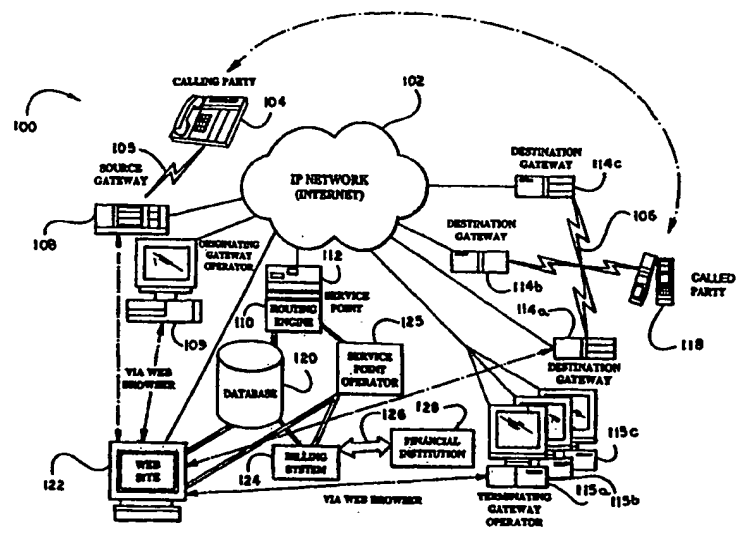 CALLING PARTY
104
102
100
105
SOURCE
GATEWAY
108
IP NETWORK
(INTERNET)
DESTINATION
GATEWAY
114c
106
DESTINATION
GATEWAY
114b
ORIGINATING
GATEWAY
OPERATOR
109
112
SERVICE
POINT
110
ROUTING
ENGINE
114a
DESTINATION
GATEWAY
CALLED
PARTY
118
125
SERVICE
POINT
OPERATOR
120
DATABASE
VIA WEB
BROWSER
122
WEB
SITE
124
BILLING
SYSTEM
126
128
FINANCIAL
INSTITUTION
115c
115a
115b
VIA WEB BROWSER
TERMINATING
GATEWAY
OPERATOR